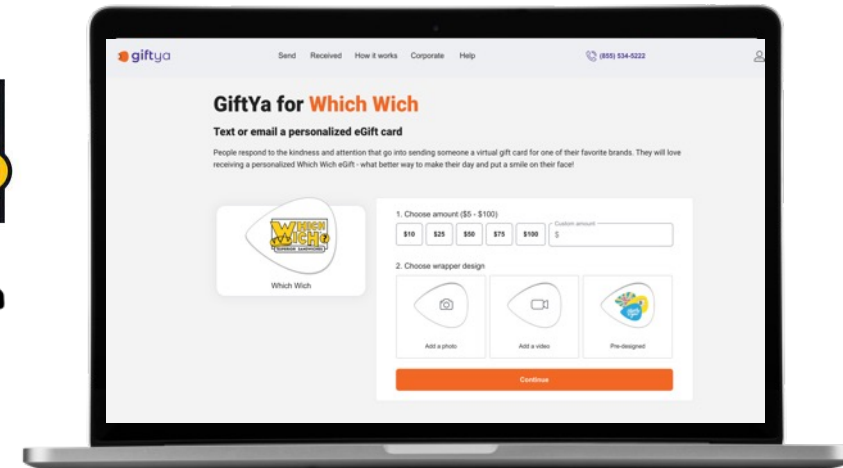 giftya
Send Received How it works Corporate Help
(855) 534-5222
GiftYa for Which Wich
Text or email a personalized eGift card
People respond to the kindness and attention that go into sending someone a virtual gift card for one of their favorite brands. They will love
receiving a personalized Which Wich eGift - what better way to make their day and put a smile on their face!
WHICH
WICH?
SUPERIOR SANDWICHES
Which Wich
1. Choose amount ($5 - $100)
$10 $25 $50 $75 $100
Custom amount
$
2. Choose wrapper design
Add a photo
Add a video
Pre-designed
Continue